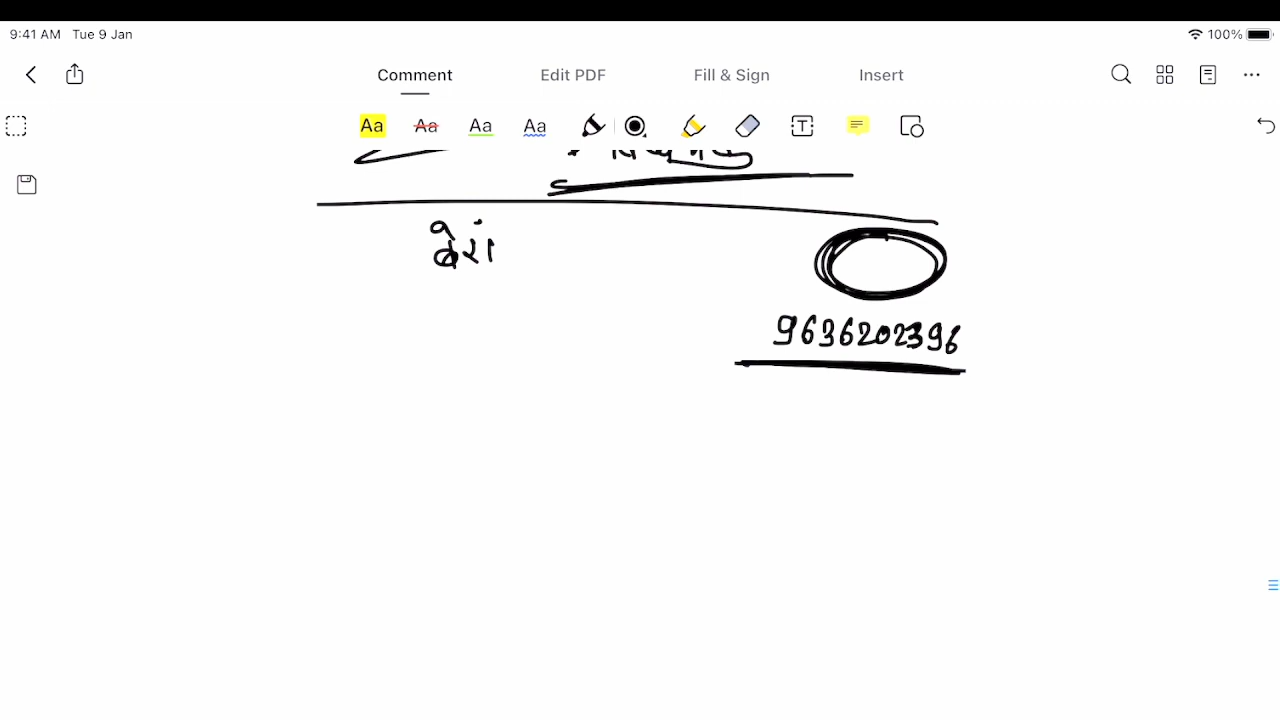 9:41 AM Tue 9 Jan
100%
Comment Edit PDF Fill & Sign Insert
Aa Aa Aa Aa T
9636202396